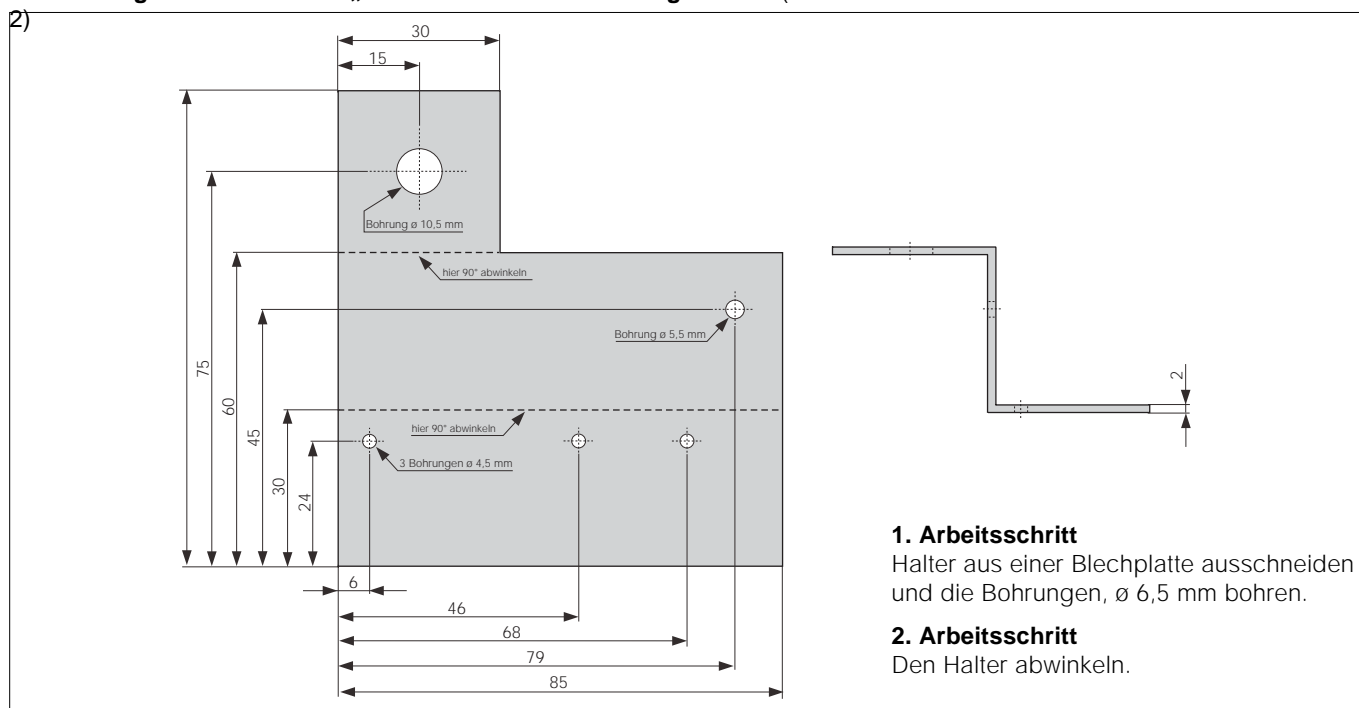 2)
30
15
Bohrung ø 10,5 mm
hier 90° abwinkeln
Bohrung ø 5,5 mm
75
60
45
2
hier 90° abwinkeln
3 Bohrungen ø 4,5 mm
30
24
6
46
68
79
85
1. Arbeitsschritt
Halter aus einer Blechplatte ausschneiden
und die Bohrungen, ø 6,5 mm bohren.
2. Arbeitsschritt
Den Halter abwinkeln.